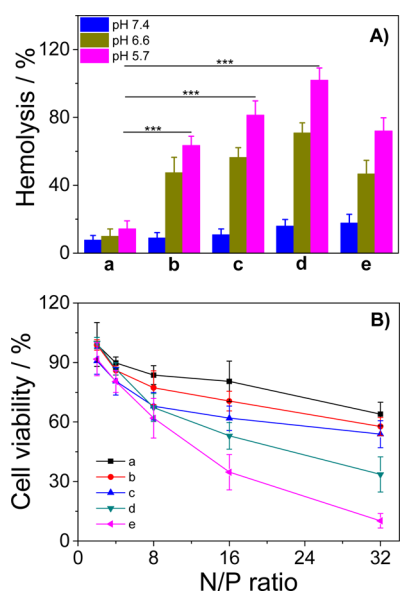 pH 7.4
pH 6.6
pH 5.7
A)
Hemolysis / %
120
80
40
0
***
***
***
a b c d e
B)
Cell viability / %
120
90
60
30
0
a
b
c
d
e
0 8 16 24 32
N/P ratio